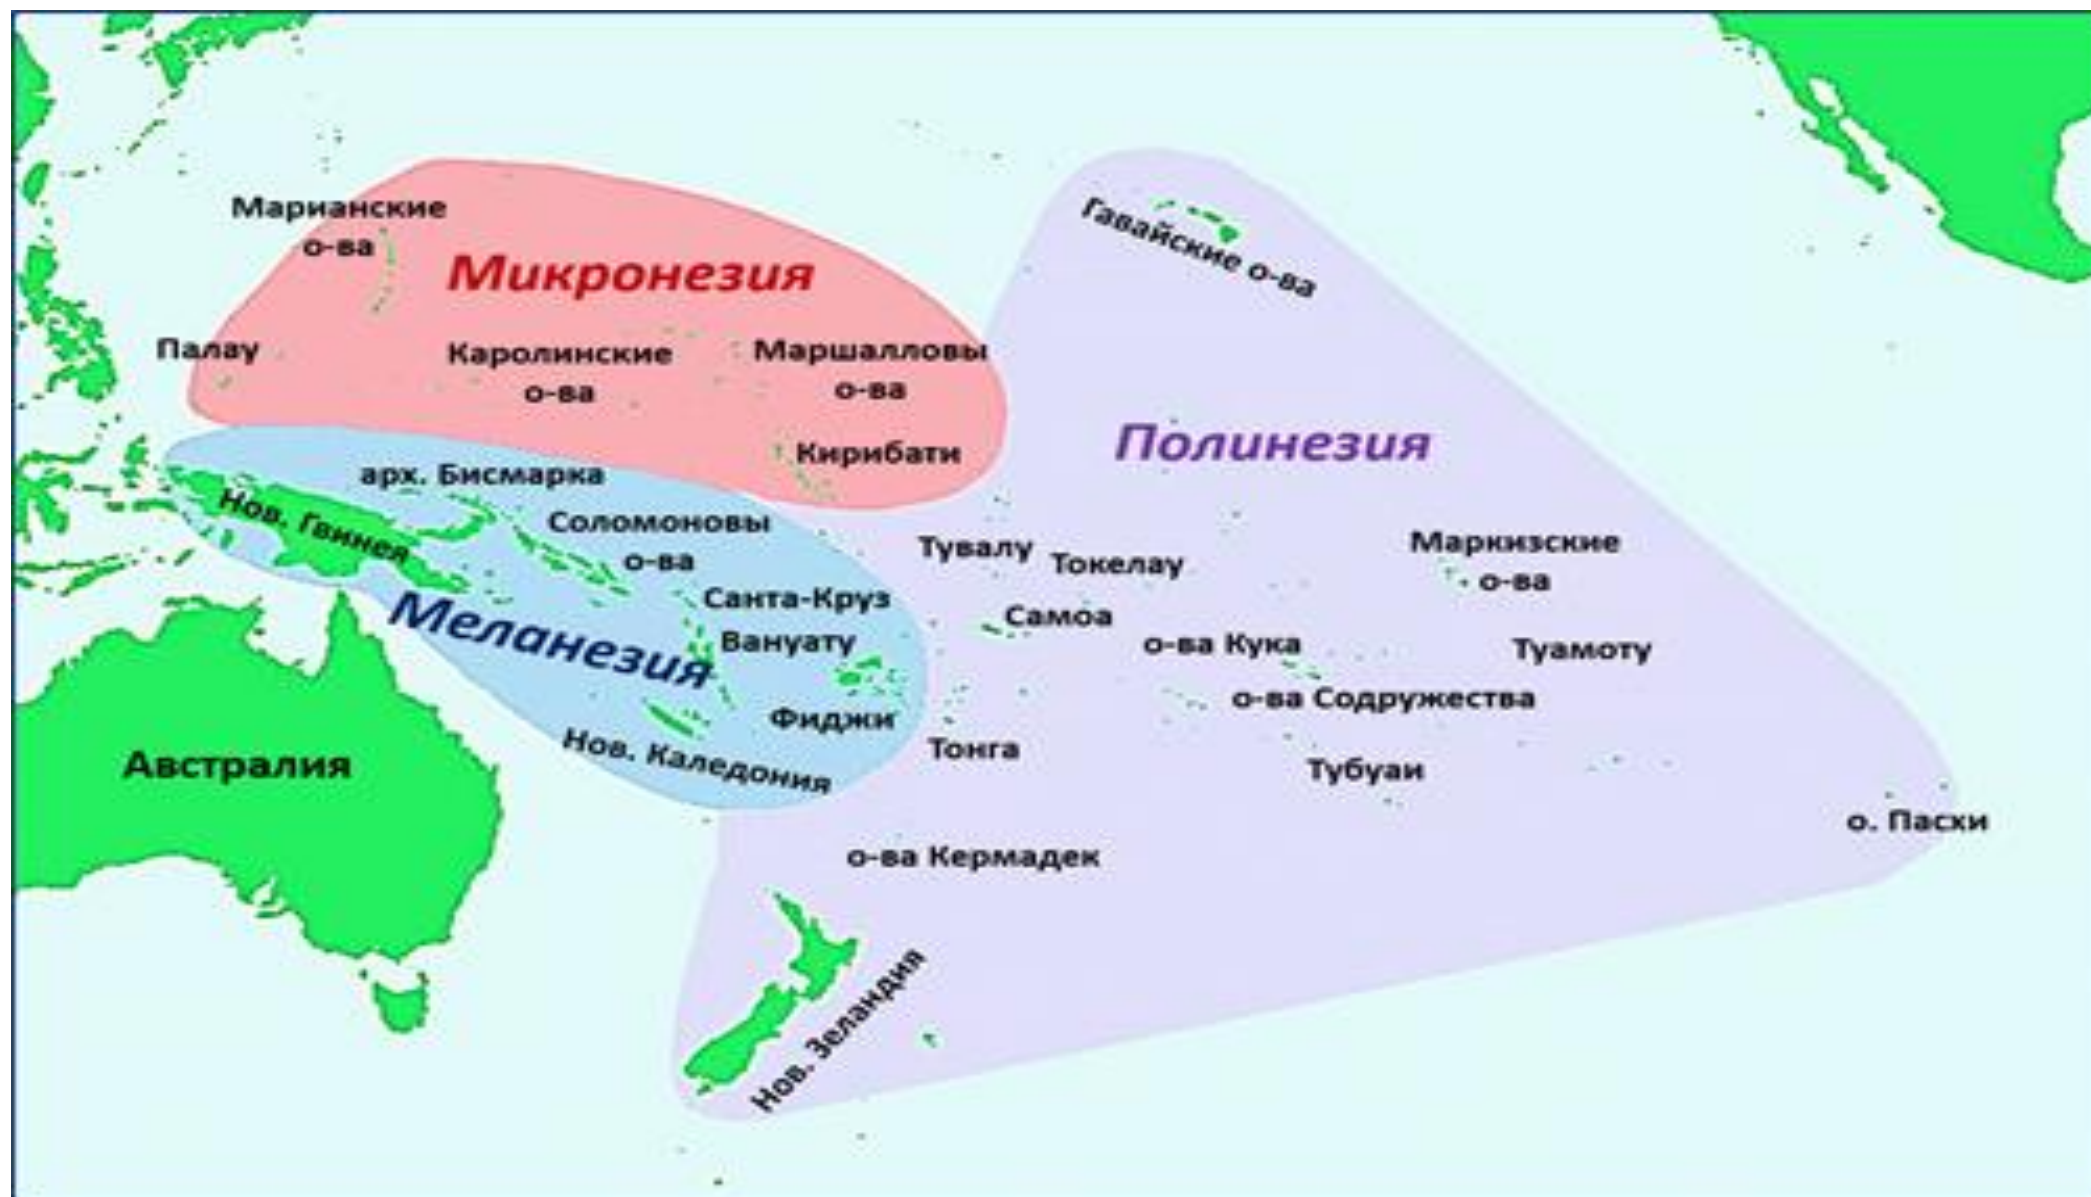 Марианские
о-ва
Микронезия
Гавайские о-ва
Палау
Каролинские
о-ва
Маршалловы
о-ва
Кирибати
Полинезия
арх. Бисмарка
Нов. Гвинея
Соломоновы
о-ва
Тувалу
Токелау
Маркизские
о-ва
Санта-Круз
Самоа
Меланезия
Вануату
о-ва Кука
Туамоту
о-ва Содружества
Фиджи
Нов. Каледония
Тонга
Австралия
Тубуаи
о. Пасхи
о-ва Кермадек
Нов. Зеландия